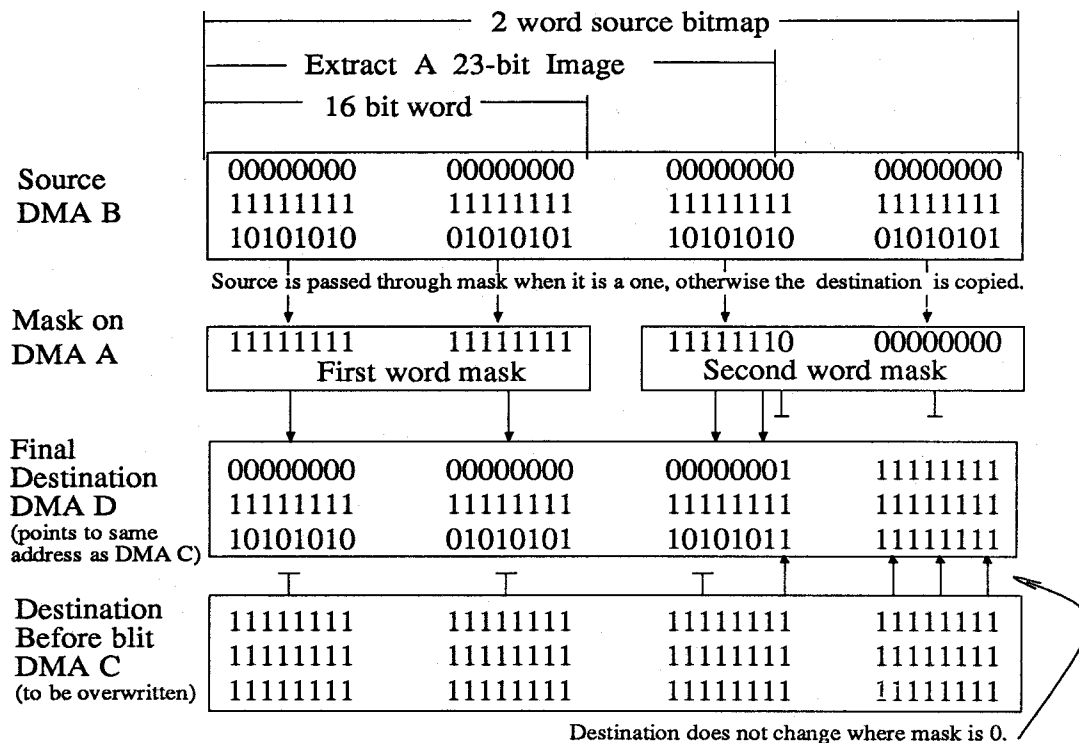 2 word source bitmap
Extract A 23-bit Image
16 bit word
Source
DMA B
00000000 00000000 00000000 00000000
11111111 11111111 11111111 11111111
10101010 01010101 10101010 01010101
Source is passed through mask when it is a one, otherwise the destination is copied.
Mask on
DMA A
11111111 11111111 11111110 00000000
First word mask Second word mask
Final
Destination
DMA D
(points to same
address as DMA C)
00000000 00000000 00000001 11111111
11111111 11111111 11111111 11111111
10101010 01010101 10101011 11111111
Destination
Before blit
DMA C
(to be overwritten)
11111111 11111111 11111111 11111111
11111111 11111111 11111111 11111111
11111111 11111111 11111111 11111111
Destination does not change where mask is 0.